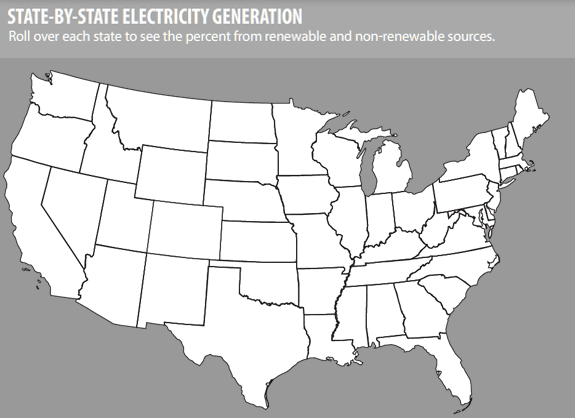 STATE-BY-STATE ELECTRICITY GENERATION
Roll over each state to see the percent from renewable and non-renewable sources.